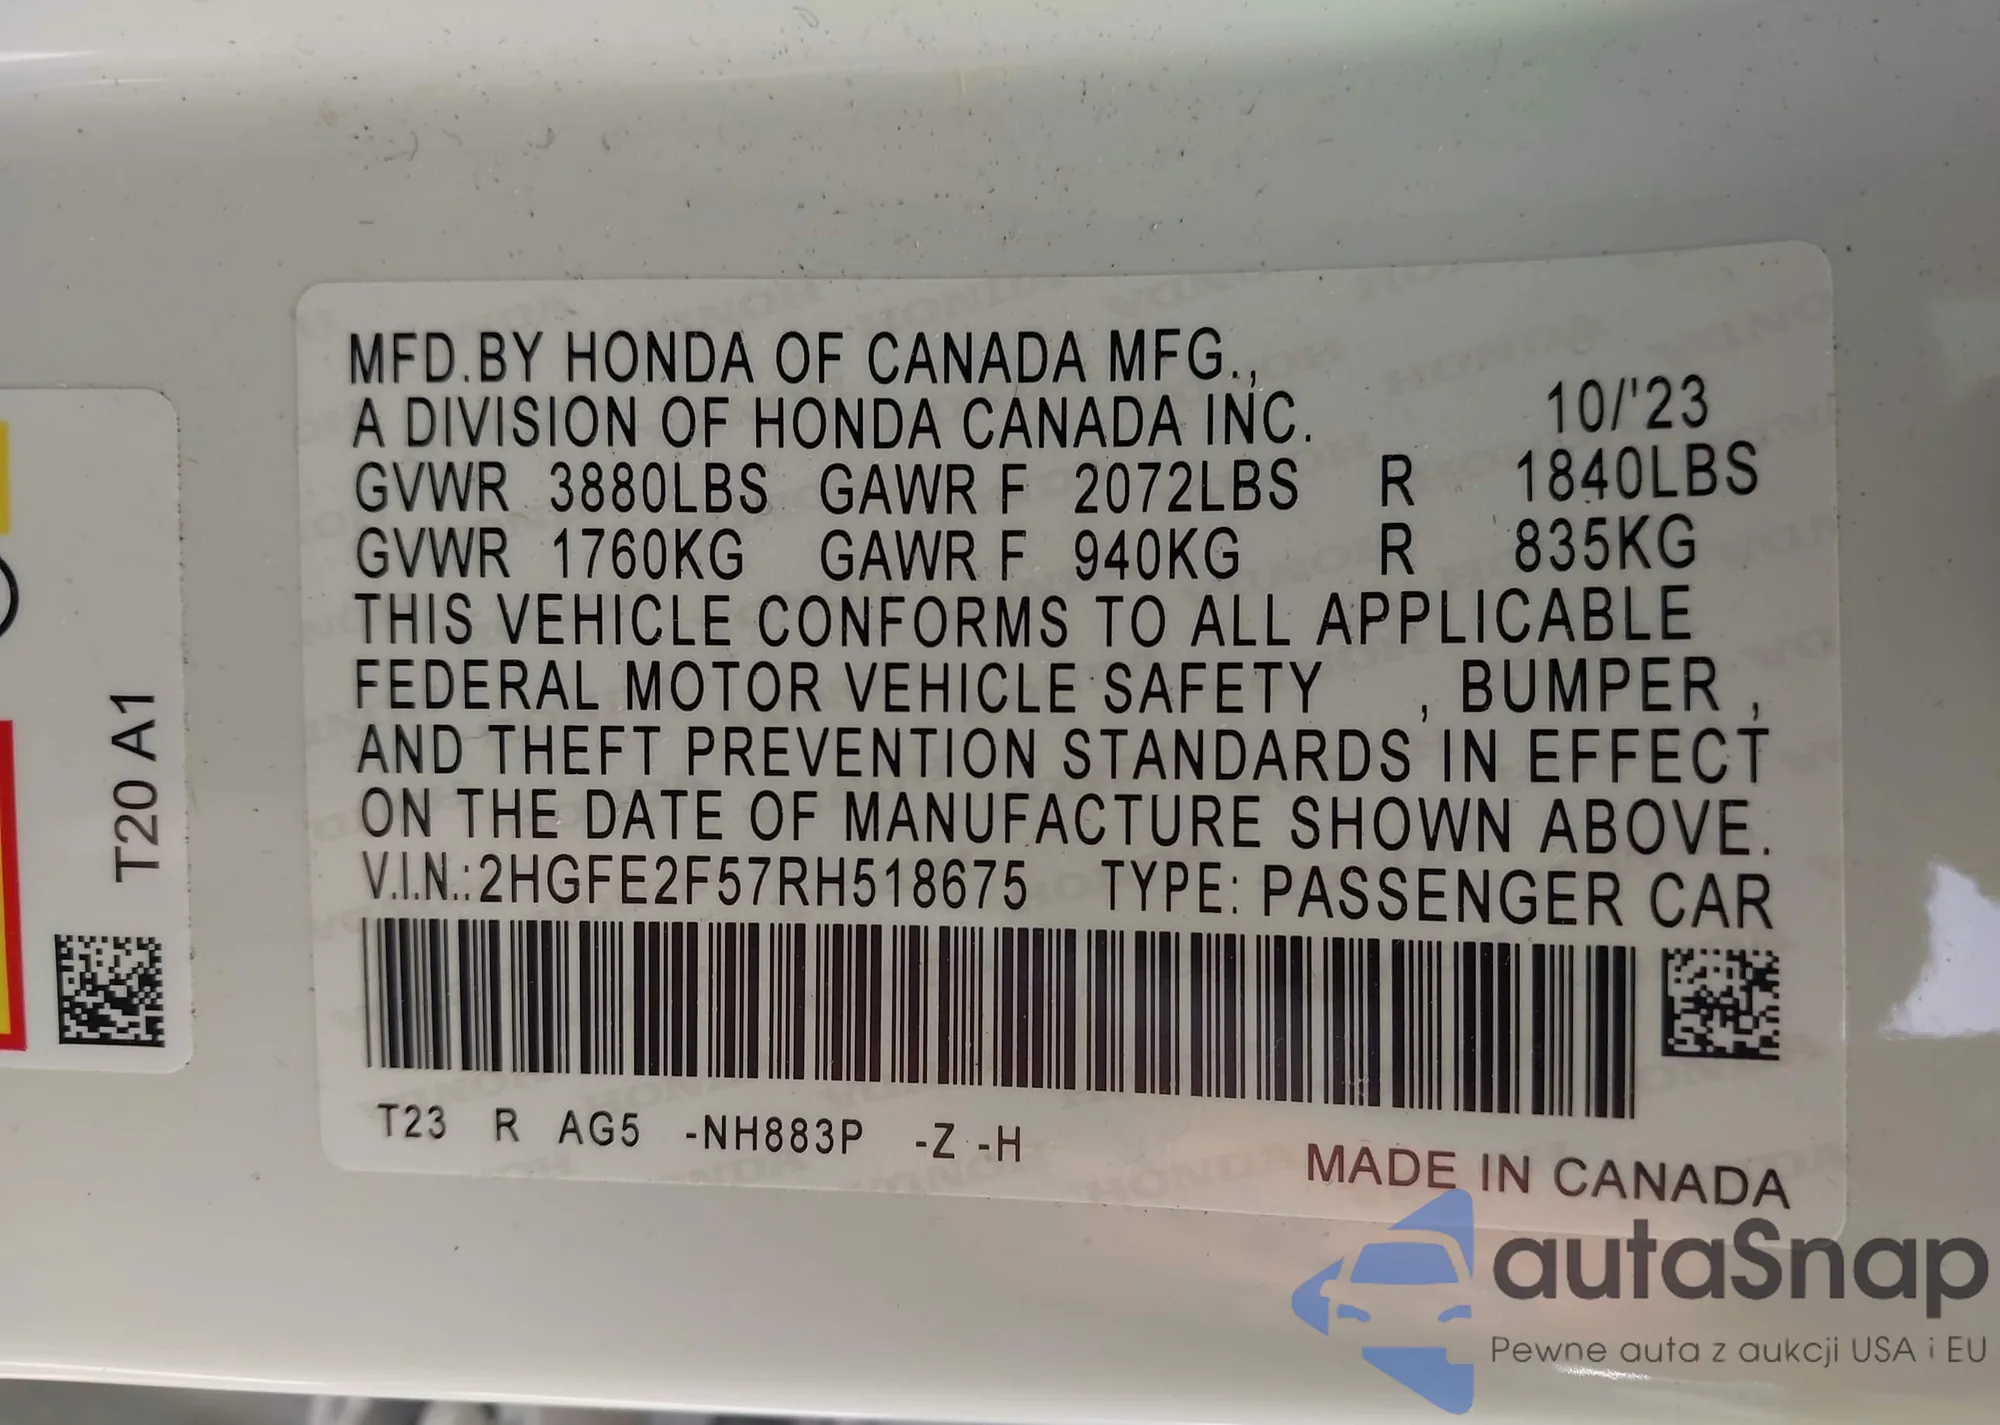 MFD.BY HONDA OF CANADA MFG.,
A DIVISION OF HONDA CANADA INC. 10/'23
GVWR 3880LBS GAWR F 2072LBS R 1840LBS
GVWR 1760KG GAWR F 940KG R 835KG
THIS VEHICLE CONFORMS TO ALL APPLICABLE
FEDERAL MOTOR VEHICLE SAFETY , BUMPER ,
AND THEFT PREVENTION STANDARDS IN EFFECT
ON THE DATE OF MANUFACTURE SHOWN ABOVE.
V.I.N.:2HGFE2F57RH518675 TYPE: PASSENGER CAR
T23 R AG5 -NH883P -Z -H
MADE IN CANADA
T20 A1
autaSnap
Pewne auta z aukcji USA i EU